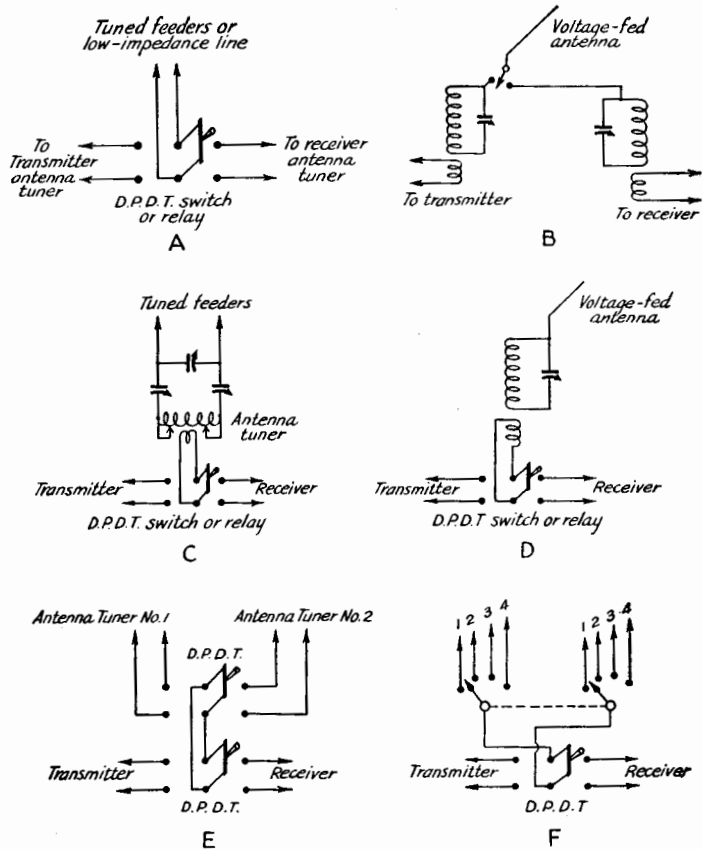 Tuned feeders or
low-impedance line
To
Transmitter
antenna
tuner
To receiver
antenna
tuner
D.P.D.T. switch
or relay
A
Voltage-fed
antenna
To transmitter
To receiver
B
Tuned feeders
Antenna
tuner
Transmitter
Receiver
D.P.D.T. switch or relay
C
Voltage-fed
antenna
Transmitter
Receiver
D.P.D.T switch or relay
D
Antenna Tuner No.1
Antenna Tuner No.2
D.P.D.T.
Transmitter
Receiver
D.P.D.T.
E
1 2 3 4
1 2 3 4
Transmitter
Receiver
D.P.D.T
F